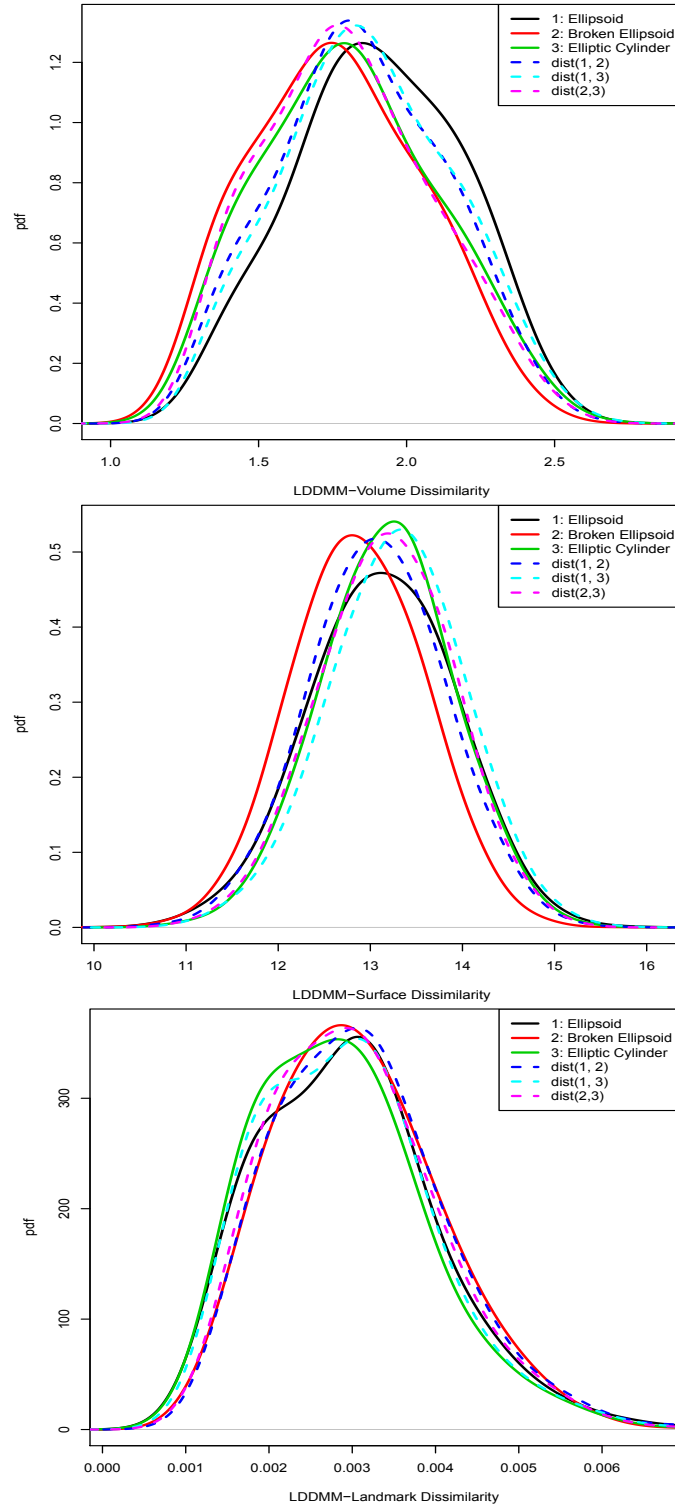 1: Ellipsoid
2: Broken Ellipsoid
3: Elliptic Cylinder
dist(1, 2)
dist(1, 3)
dist(2,3)
pdf
0.0
0.2
0.4
0.6
0.8
1.0
1.2
1.0
1.5
2.0
2.5
LDDMM−Volume Dissimilarity
1: Ellipsoid
2: Broken Ellipsoid
3: Elliptic Cylinder
dist(1, 2)
dist(1, 3)
dist(2,3)
pdf
0.0
0.1
0.2
0.3
0.4
0.5
10
11
12
13
14
15
16
LDDMM−Surface Dissimilarity
1: Ellipsoid
2: Broken Ellipsoid
3: Elliptic Cylinder
dist(1, 2)
dist(1, 3)
dist(2,3)
pdf
0
100
200
300
0.000
0.001
0.002
0.003
0.004
0.005
0.006
LDDMM−Landmark Dissimilarity